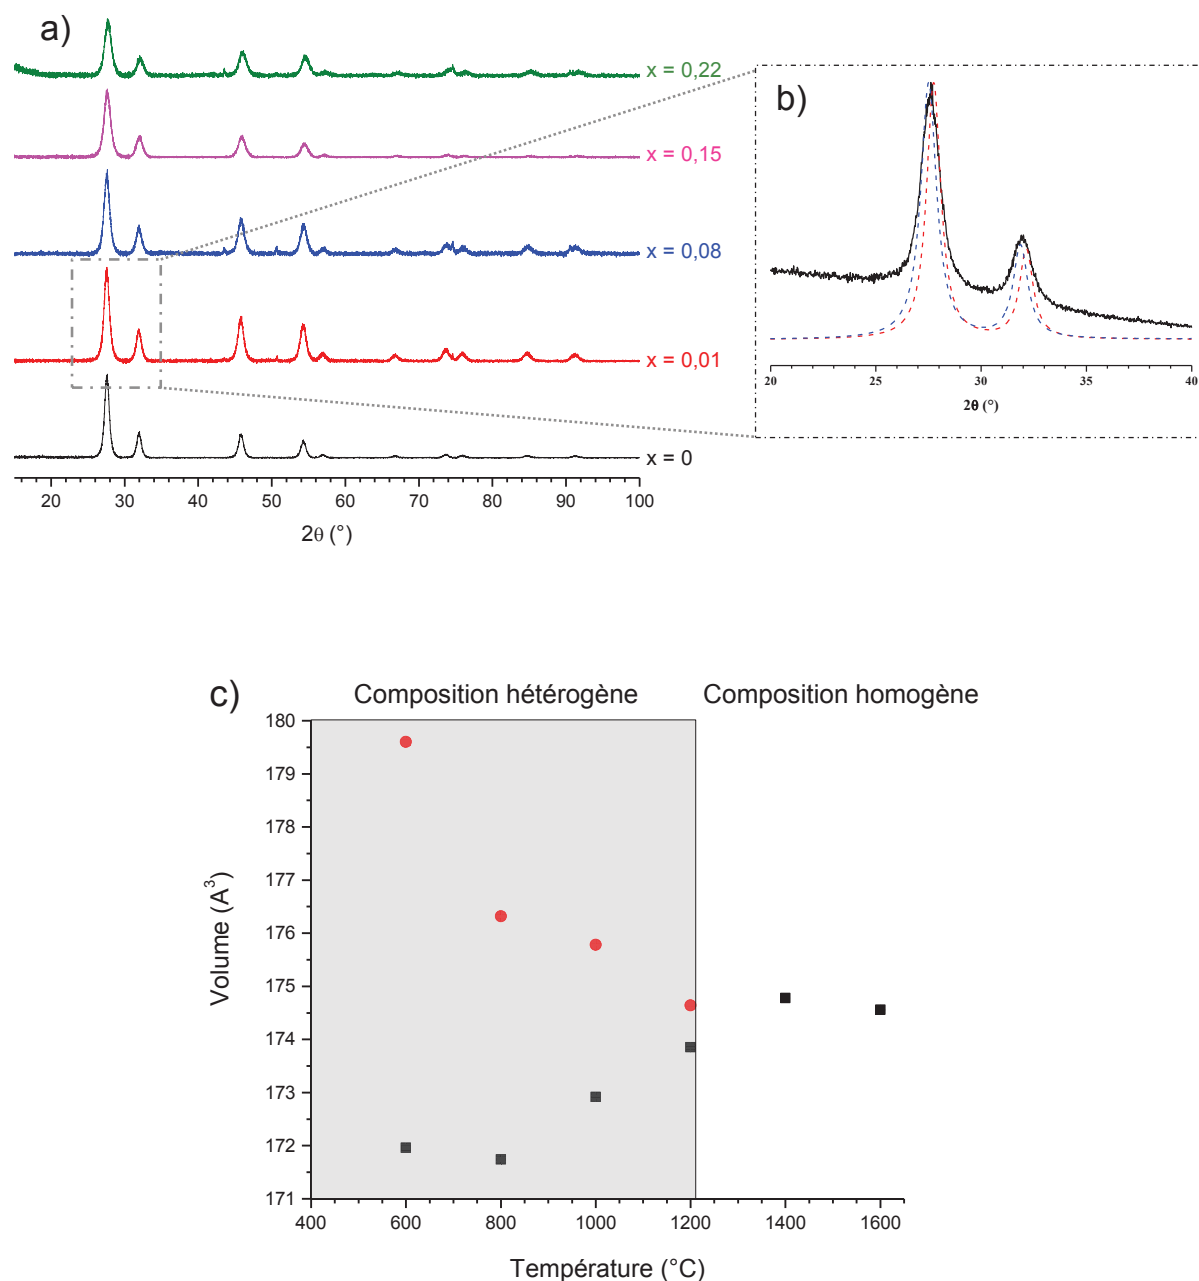 a)
x = 0,22
x = 0,15
x = 0,08
x = 0,01
x = 0
20 30 40 50 60 70 80 90 100
2θ (°)
b)
20 25 30 35 40
2θ (°)
c)
Composition hétérogène Composition homogène
180
179
178
177
176
175
174
173
172
171
Volume (A³)
400 600 800 1000 1200 1400 1600
Température (°C)